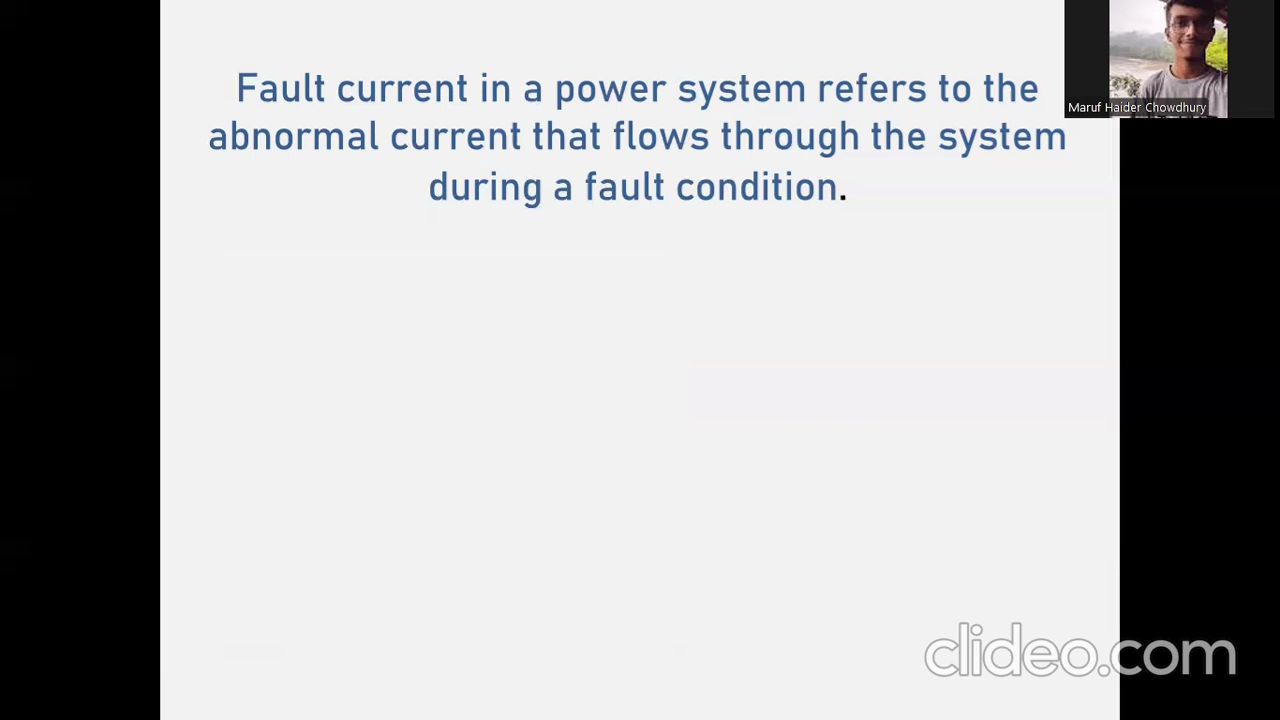 Fault current in a power system refers to the
abnormal current that flows through the system
during a fault condition.
Maruf Haider Chowdhury
clideo.com